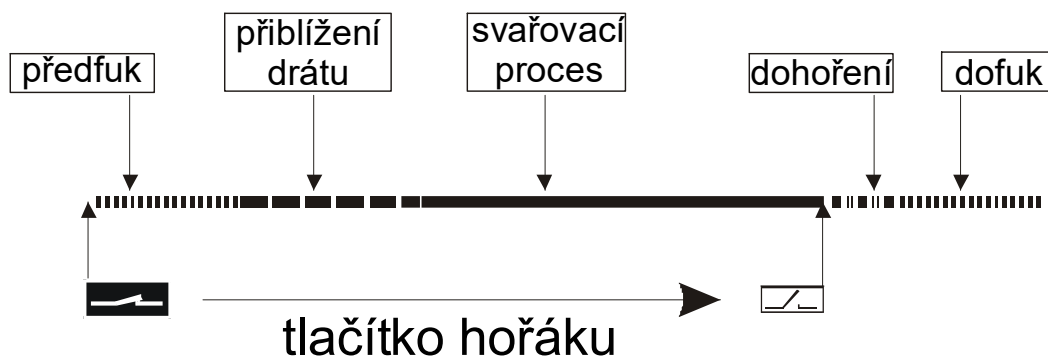 předfuk
přiblížení
drátu
svařovací
proces
dohoření
dofuk
tlačítko hořáku